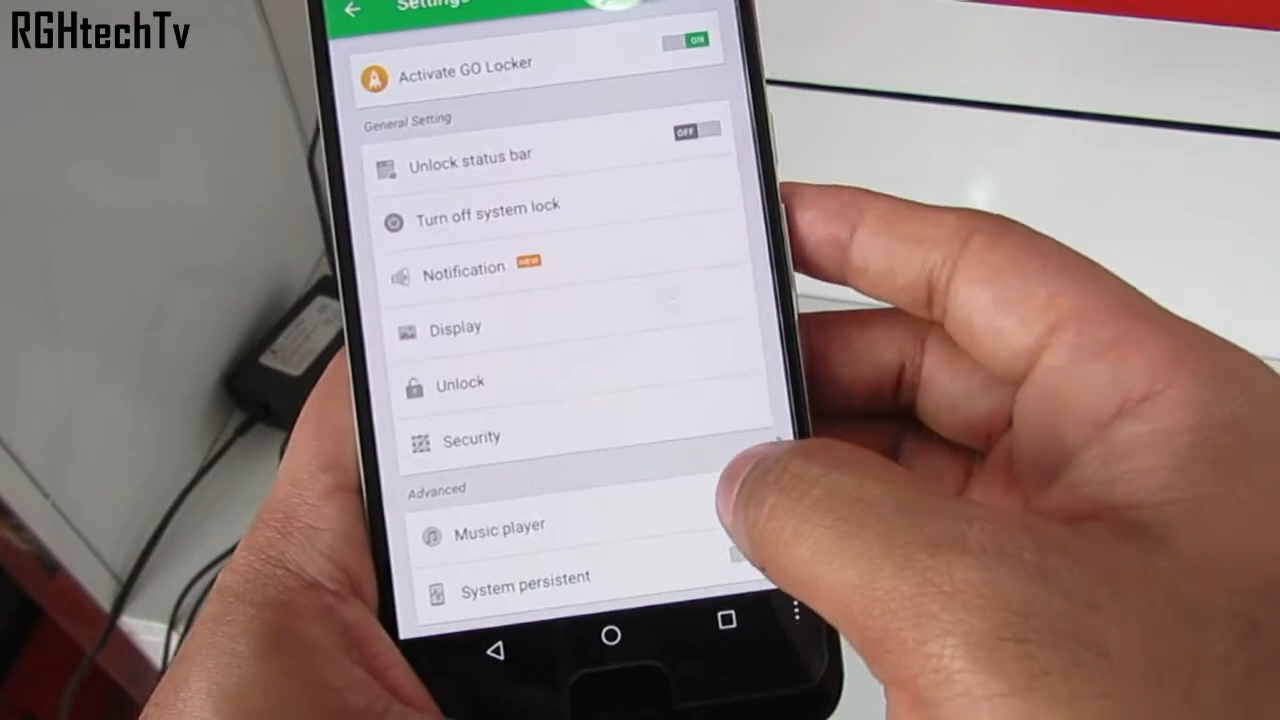 RGHtechTv
Settings
Activate GO Locker
ON
General Setting
Unlock status bar
OFF
Turn off system lock
Notification NEW
Display
Unlock
Security
Advanced
Music player
System persistent